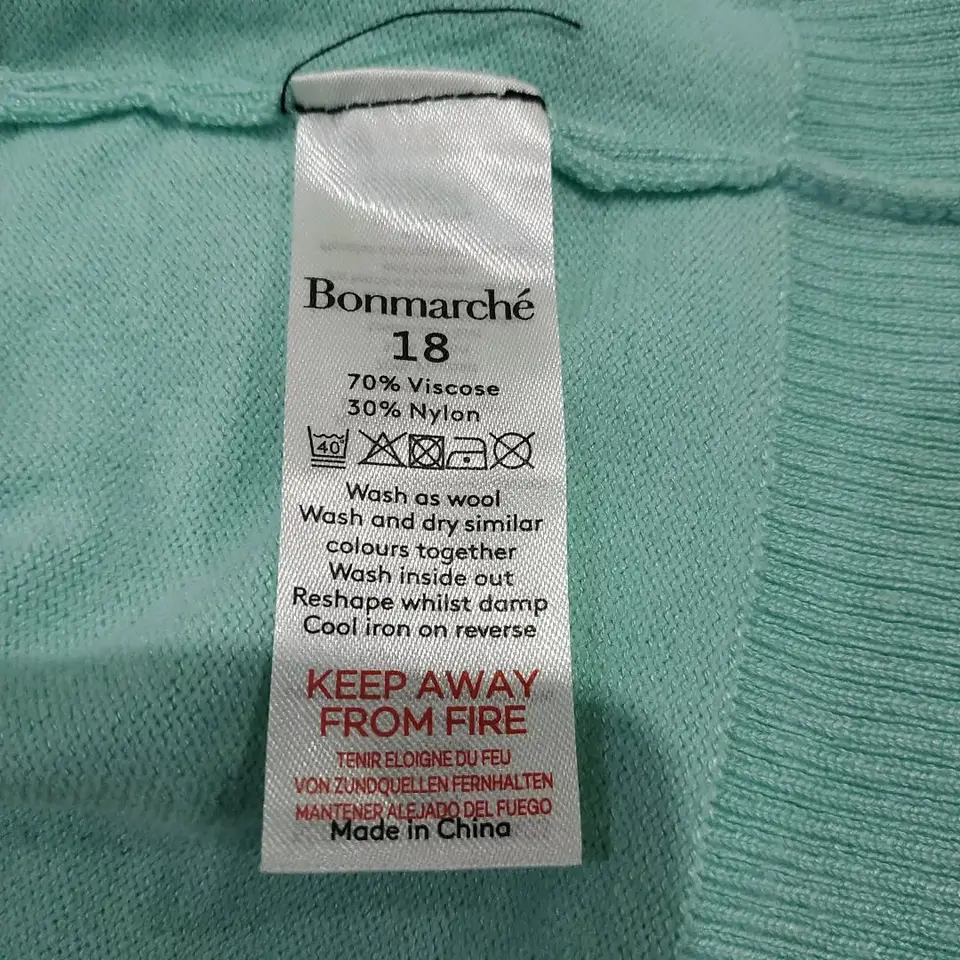 Bonmarché
18
70% Viscose
30% Nylon
40
Wash as wool
Wash and dry similar
colours together
Wash inside out
Reshape whilst damp
Cool iron on reverse
KEEP AWAY
FROM FIRE
TENIR ELOIGNE DU FEU
VON ZUNDQUELLEN FERNHALTEN
MANTENER ALEJADO DEL FUEGO
Made in China